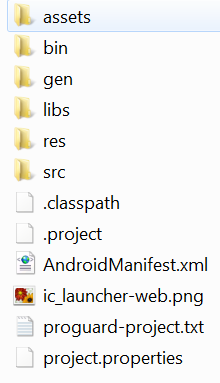 assets
bin
gen
libs
res
src
.classpath
.project
AndroidManifest.xml
ic_launcher-web.png
proguard-project.txt
project.properties